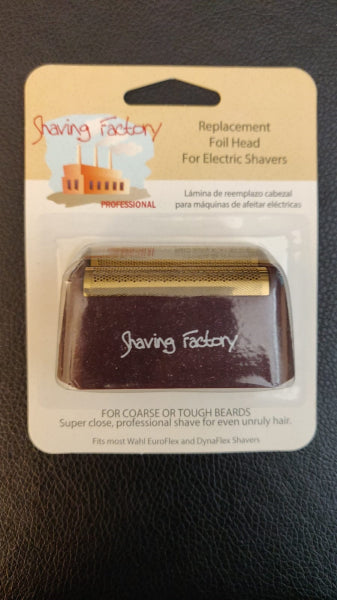 Shaving Factory
PROFESSIONAL
Replacement
Foil Head
For Electric Shavers
Lámina de reemplazo cabezal
para máquinas de afeitar eléctricas
Shaving Factory
FOR COARSE OR TOUGH BEARDS
Super close, professional shave for even unruly hair.
Fits most Wahl EuroFlex and DynaFlex Shavers